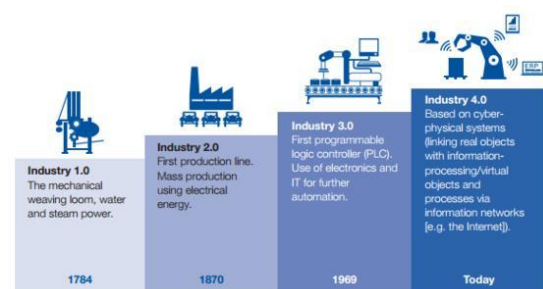 ERP
Industry 1.0
The mechanical
weaving loom, water
and steam power.
1784
Industry 2.0
First production line.
Mass production
using electrical
energy.
1870
Industry 3.0
First programmable
logic controller (PLC).
Use of electronics and
IT for further
automation.
1969
Industry 4.0
Based on cyber-
physical systems
(linking real objects
with information-
processing/virtual
objects and
processes via
information networks
[e.g. the Internet]).
Today